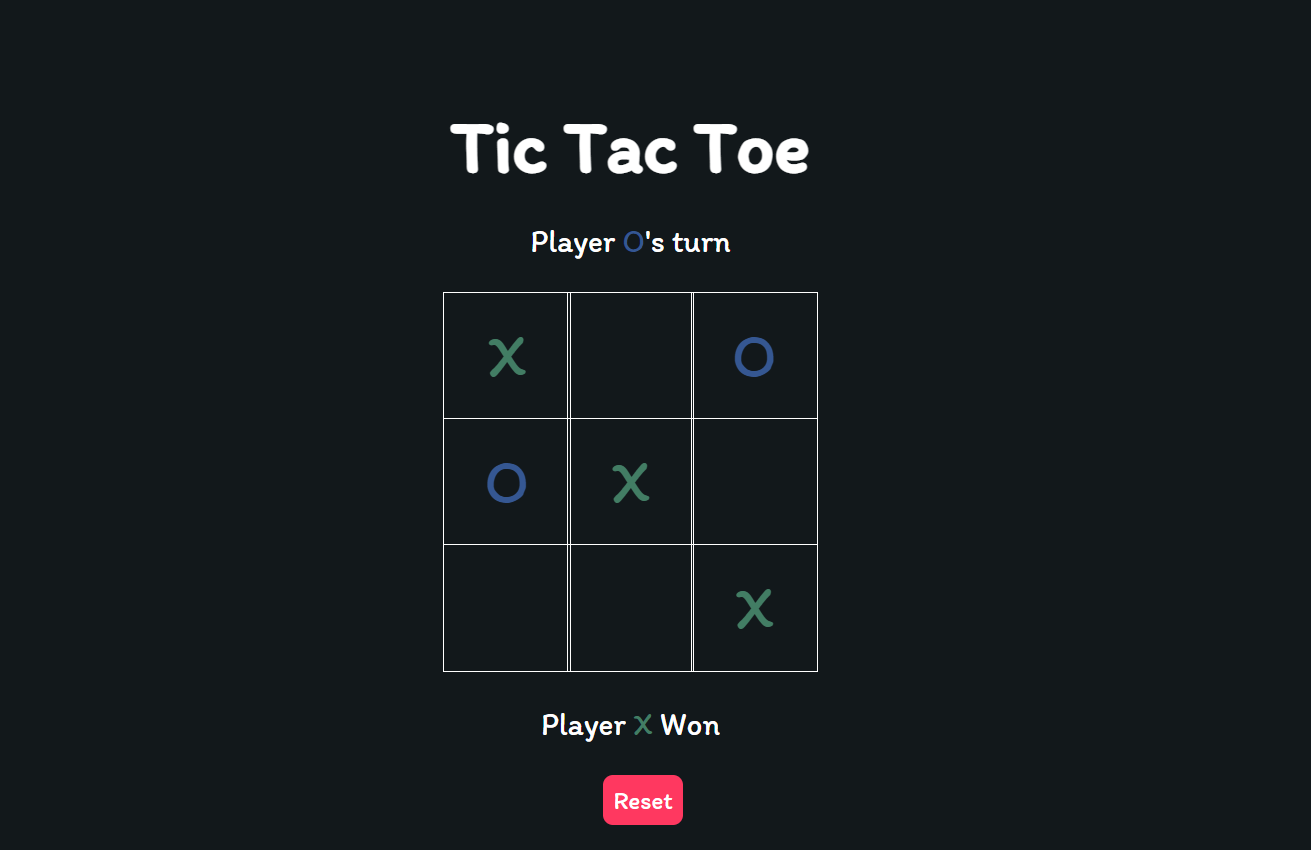 Tic Tac Toe
Player O's turn
X O
O X
X
Player X Won
Reset